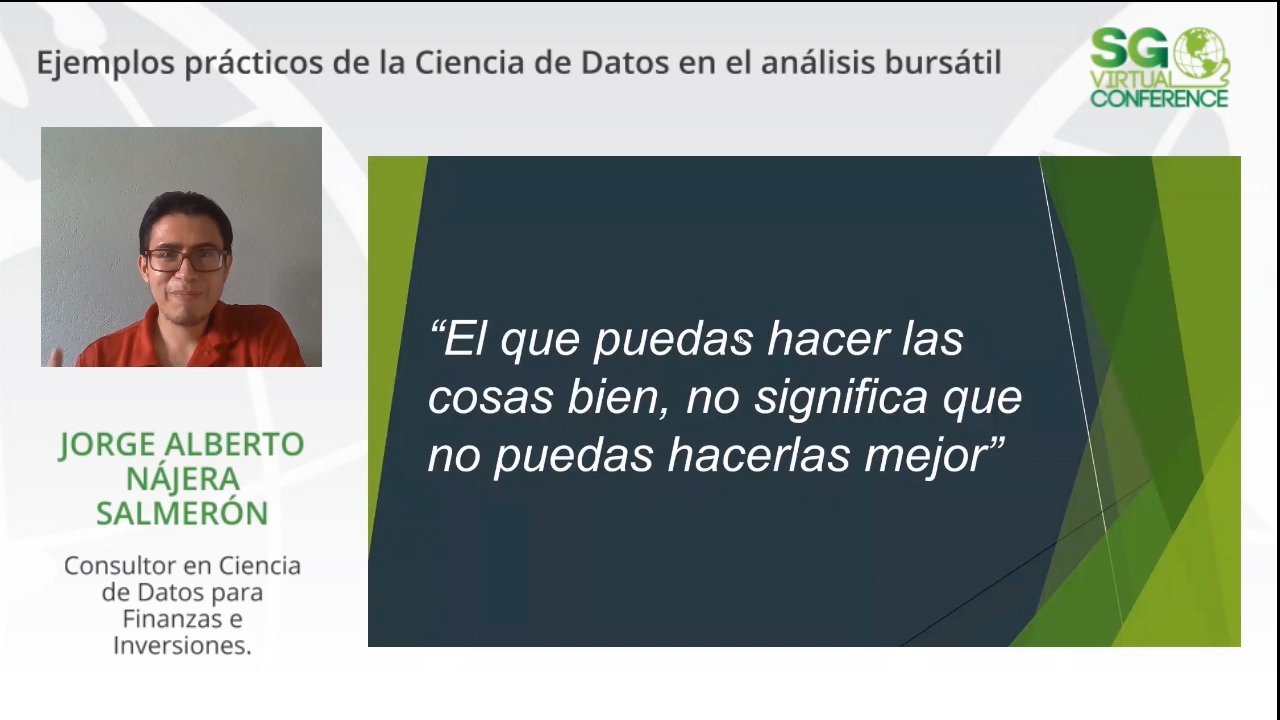 Ejemplos prácticos de la Ciencia de Datos en el análisis bursátil
SG
VIRTUAL
CONFERENCE
“El que puedas hacer las
cosas bien, no significa que
no puedas hacerlas mejor”
JORGE ALBERTO
NÁJERA
SALMERÓN
Consultor en Ciencia
de Datos para
Finanzas e
Inversiones.